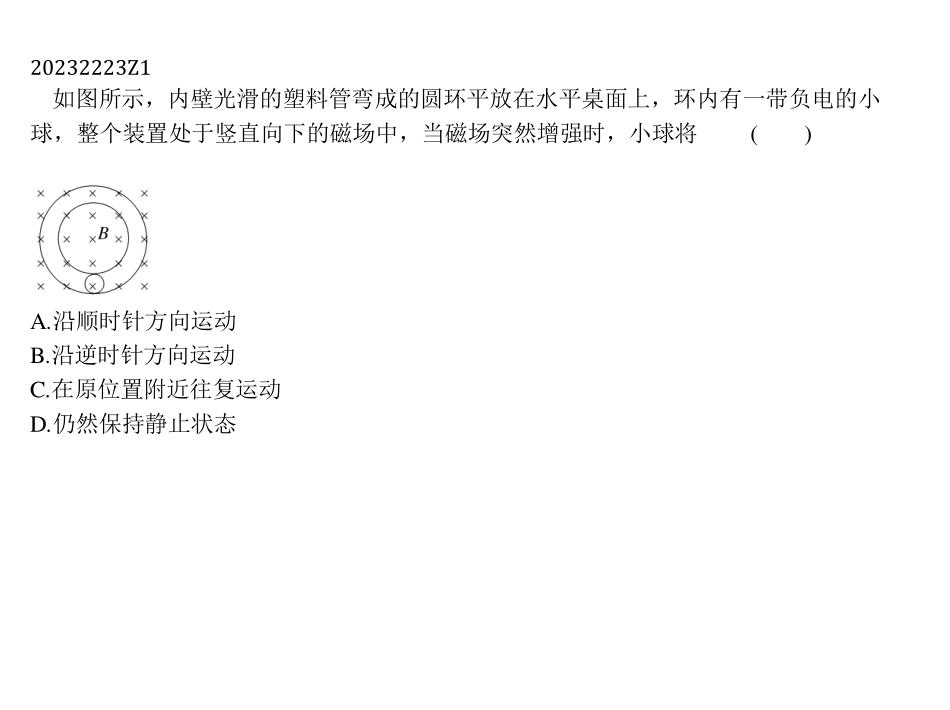 20232223Z1
如图所示，内壁光滑的塑料管弯成的圆环平放在水平桌面上，环内有一带负电的小
球，整个装置处于竖直向下的磁场中，当磁场突然增强时，小球将 ( )
× × × × ×
× × × × ×
× × × B × ×
× × × × ×
× × × × ×
A.沿顺时针方向运动
B.沿逆时针方向运动
C.在原位置附近往复运动
D.仍然保持静止状态